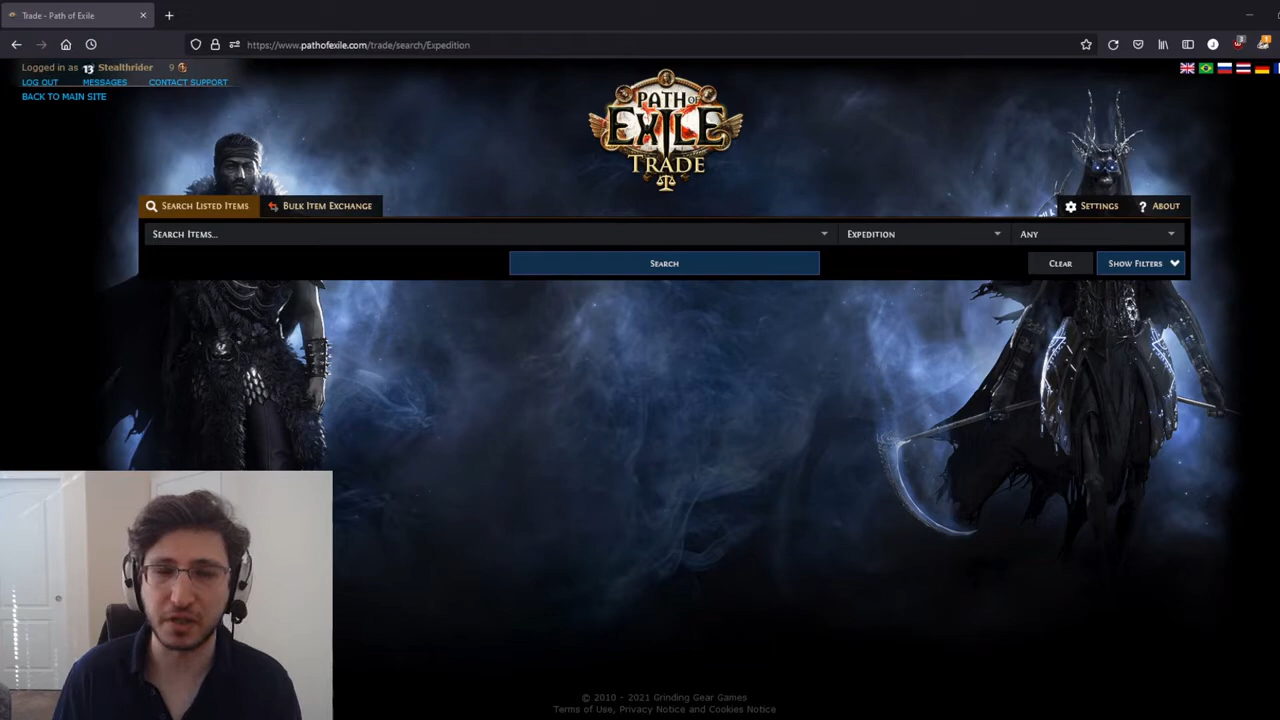 Trade - Path of Exile
https://www.pathofexile.com/trade/search/Expedition
Logged in as Stealthrider 9
LOG OUT MESSAGES CONTACT SUPPORT
BACK TO MAIN SITE
PATH OF
EXILE
TRADE
SEARCH LISTED ITEMS BULK ITEM EXCHANGE SETTINGS ? ABOUT
SEARCH ITEMS... EXPEDITION ANY
SEARCH CLEAR SHOW FILTERS
© 2010 - 2021 Grinding Gear Games
Terms of Use, Privacy Notice and Cookies Notice